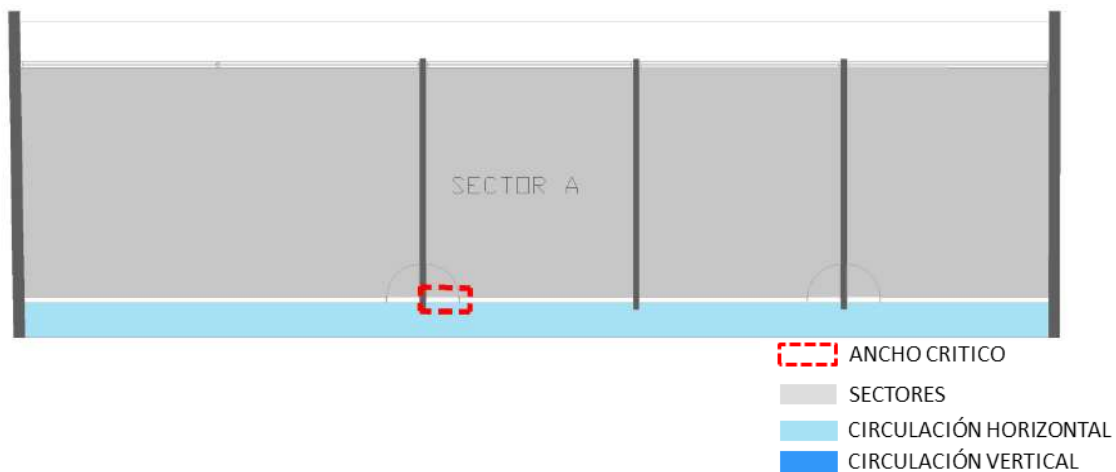 SECTOR A
ANCHO CRITICO
SECTORES
CIRCULACIÓN HORIZONTAL
CIRCULACIÓN VERTICAL